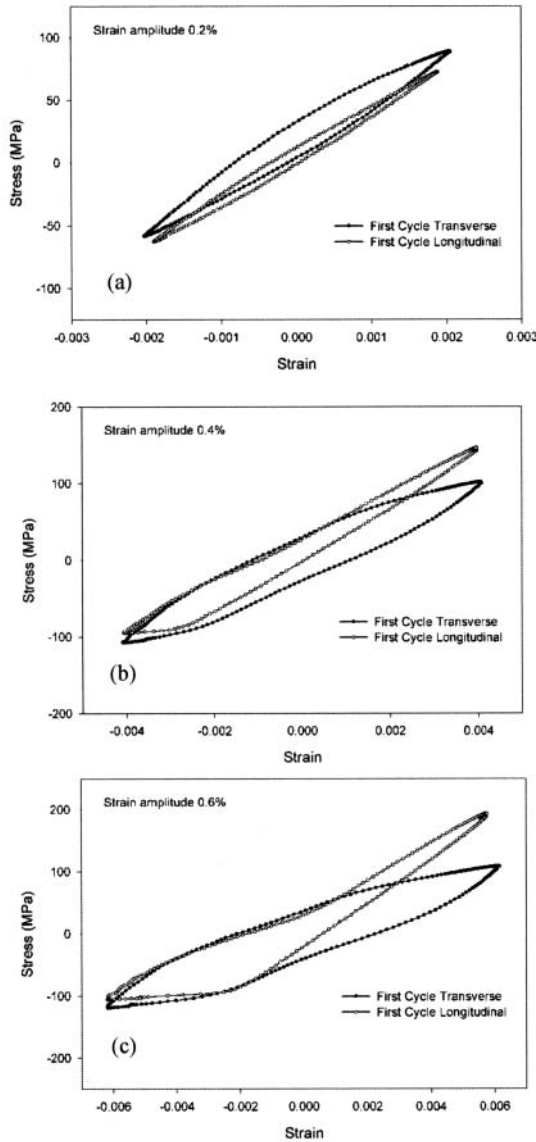 Strain amplitude 0.2%
100
50
0
-50
-100
Stress (MPa)
First Cycle Transverse
First Cycle Longitudinal
(a)
-0.003 -0.002 -0.001 0.000 0.001 0.002 0.003
Strain
Strain amplitude 0.4%
200
100
0
-100
-200
Stress (MPa)
First Cycle Transverse
First Cycle Longitudinal
(b)
-0.004 -0.002 0.000 0.002 0.004
Strain
Strain amplitude 0.6%
200
100
0
-100
-200
Stress (MPa)
First Cycle Transverse
First Cycle Longitudinal
(c)
-0.006 -0.004 -0.002 0.000 0.002 0.004 0.006
Strain